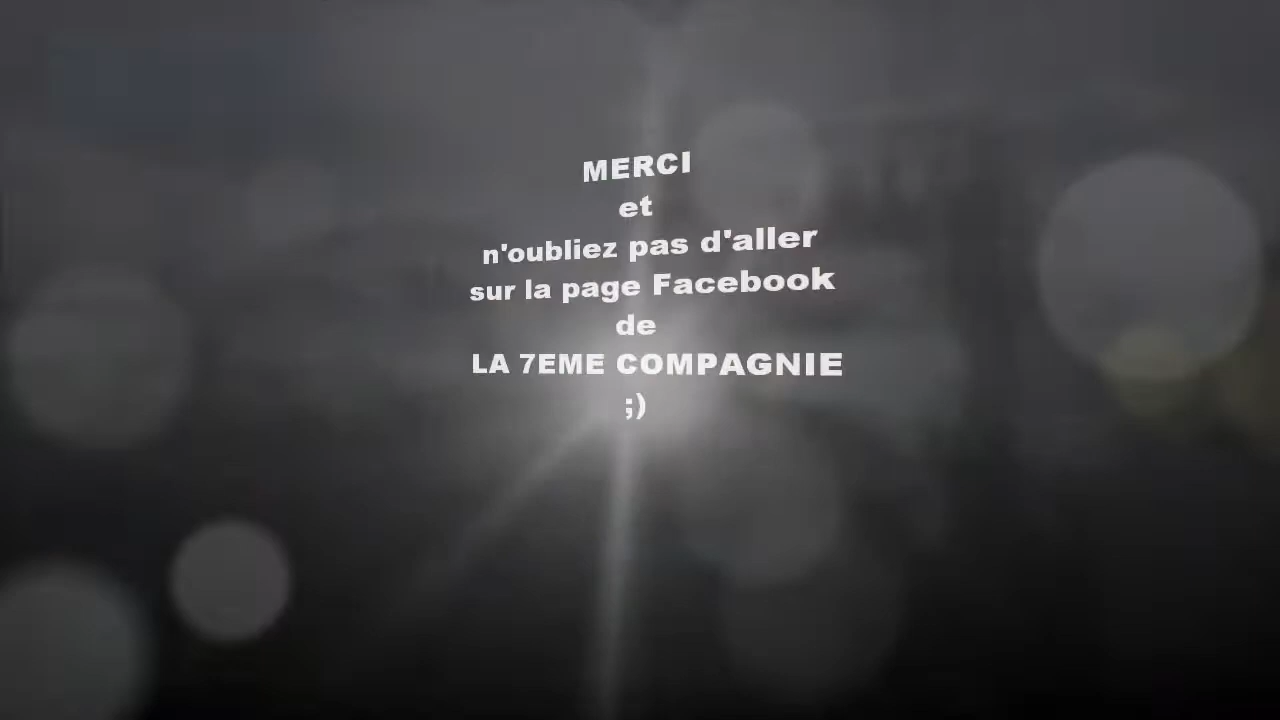 MERCI
et
n'oubliez pas d'aller
sur la page Facebook
de
LA 7EME COMPAGNIE
;)